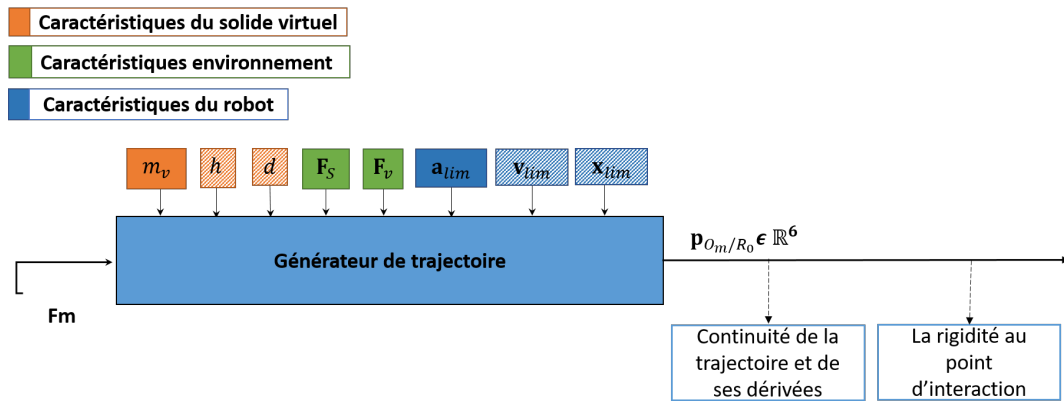 Caractéristiques du solide virtuel
Caractéristiques environnement
Caractéristiques du robot
m_v h d F_S F_v a_lim v_lim x_lim
Générateur de trajectoire
p_{O_m/R_0} ϵ ℝ^6
Fm
Continuité de la
trajectoire et de
ses dérivées
La rigidité au
point
d'interaction